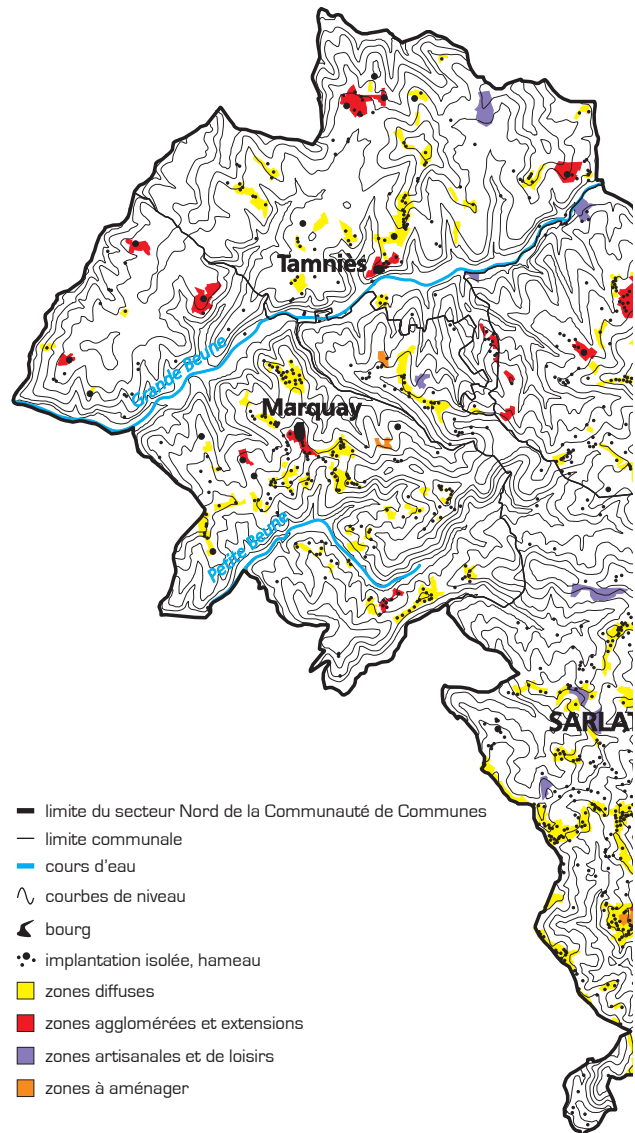 Tamniès
Grande Beune
Marquay
Petite Beune
SARLAT
limite du secteur Nord de la Communauté de Communes
limite communale
cours d'eau
courbes de niveau
bourg
implantation isolée, hameau
zones diffuses
zones agglomérées et extensions
zones artisanales et de loisirs
zones à aménager